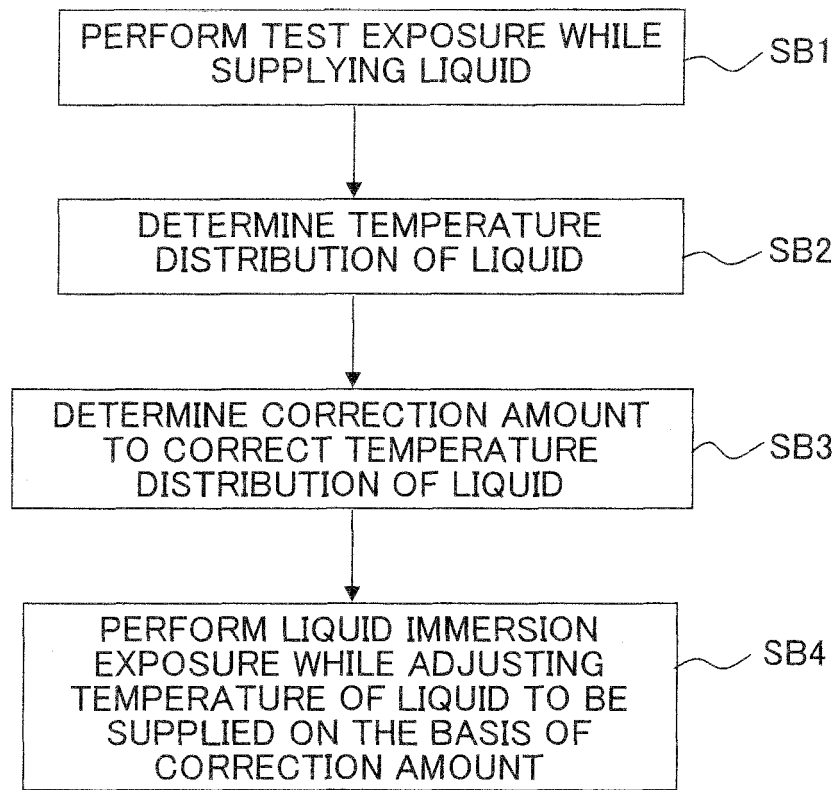 PERFORM TEST EXPOSURE WHILE
SUPPLYING LIQUID
SB1
DETERMINE TEMPERATURE
DISTRIBUTION OF LIQUID
SB2
DETERMINE CORRECTION AMOUNT
TO CORRECT TEMPERATURE
DISTRIBUTION OF LIQUID
SB3
PERFORM LIQUID IMMERSION
EXPOSURE WHILE ADJUSTING
TEMPERATURE OF LIQUID TO BE
SUPPLIED ON THE BASIS OF
CORRECTION AMOUNT
SB4